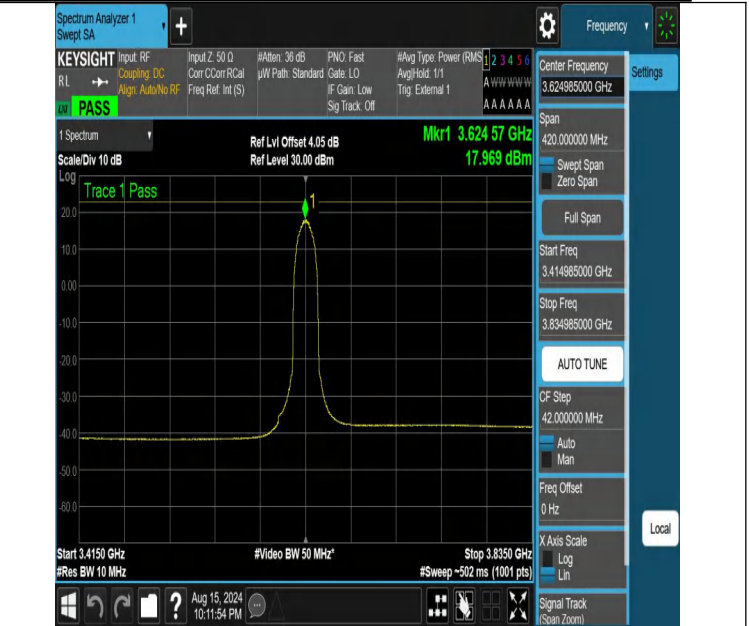 Spectrum Analyzer 1
Swept SA
+
Frequency
KEYSIGHT
RL
LXI
PASS
Input: RF
Coupling: DC
Align: Auto/No RF
Input Z: 50 Ω
Corr CCorr RCal
Freq Ref: Int (S)
#Atten: 36 dB
µW Path: Standard
PNO: Fast
Gate: LO
IF Gain: Low
Sig Track: Off
#Avg Type: Power (RMS
Avg|Hold: 1/1
Trig: External 1
1 2 3 4 5 6
A W W W W W
A A A A A A
Center Frequency
3.624985000 GHz
Settings
Span
420.000000 MHz
Swept Span
Zero Span
Full Span
Start Freq
3.414985000 GHz
Stop Freq
3.834985000 GHz
AUTO TUNE
CF Step
42.000000 MHz
Auto
Man
Freq Offset
0 Hz
X Axis Scale
Log
Lin
Signal Track
(Span Zoom)
Local
1 Spectrum
Scale/Div 10 dB
Ref Lvl Offset 4.05 dB
Ref Level 30.00 dBm
Mkr1 3.624 57 GHz
17.969 dBm
Log
Trace 1 Pass
1
20.0
10.0
0.00
-10.0
-20.0
-30.0
-40.0
-50.0
-60.0
Start 3.4150 GHz
#Res BW 10 MHz
#Video BW 50 MHz*
Stop 3.8350 GHz
#Sweep ~502 ms (1001 pts)
?
Aug 15, 2024
10:11:54 PM